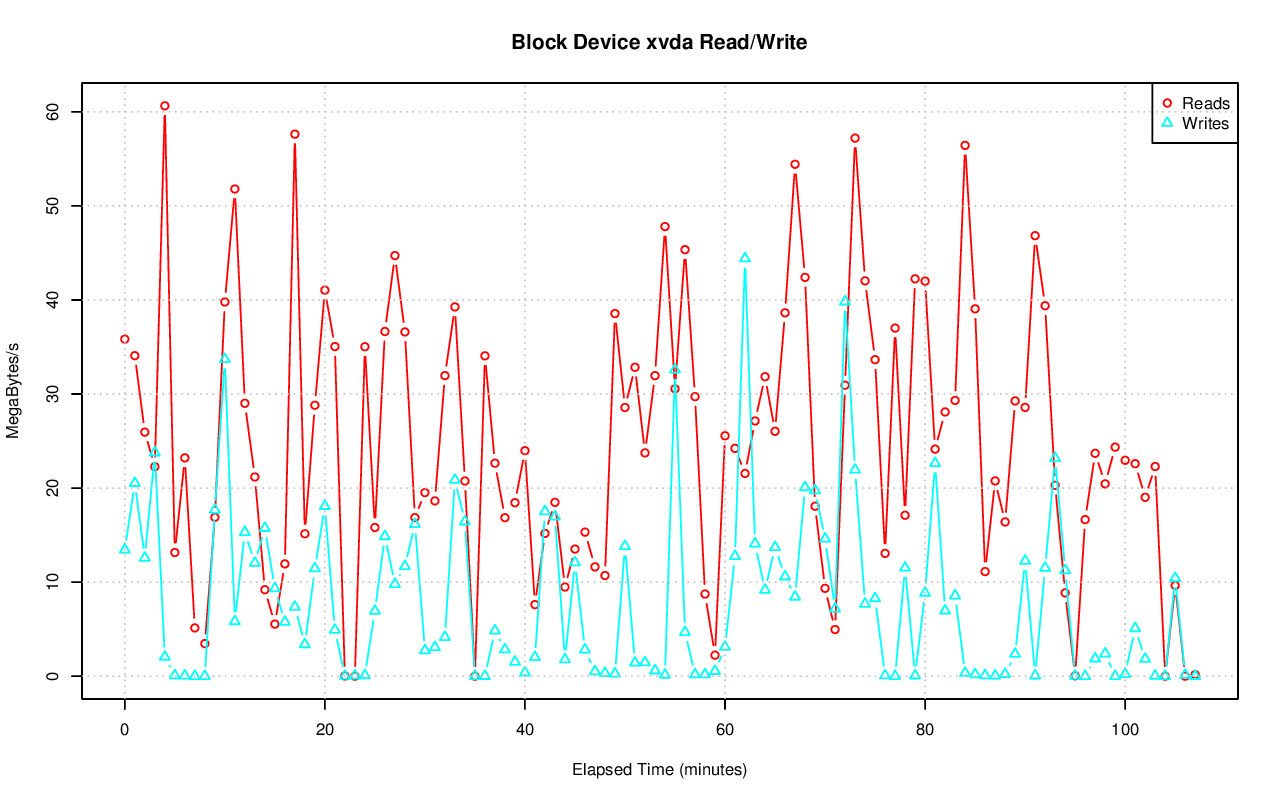 Block Device xvda Read/Write
Reads
Writes
MegaBytes/s
60
50
40
30
20
10
0
0 20 40 60 80 100
Elapsed Time (minutes)